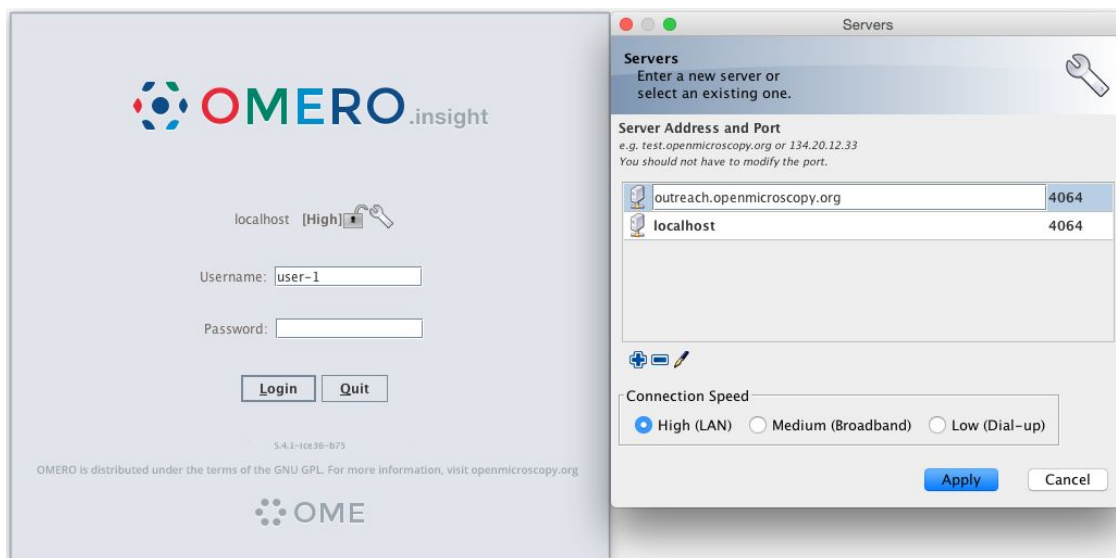 OMERO.insight
localhost [High]
Username: user-1
Password:
Login Quit
5.4.1-ice36-b75
OMERO is distributed under the terms of the GNU GPL. For more information, visit openmicroscopy.org
OME
Servers
Servers
Enter a new server or
select an existing one.
Server Address and Port
e.g. test.openmicroscopy.org or 134.20.12.33
You should not have to modify the port.
outreach.openmicroscopy.org 4064
localhost 4064
Connection Speed
High (LAN) Medium (Broadband) Low (Dial-up)
Apply Cancel